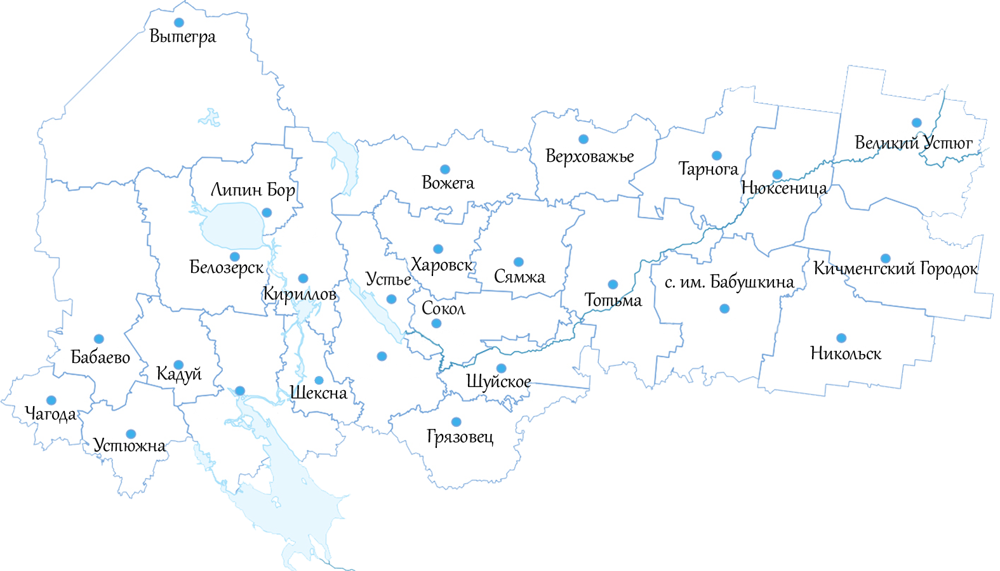 Вытегра
Великий Устюг
Верховажье
Тарнога
Вожега
Нюксеница
Липин Бор
Белозерск
Харовск
Кичменгский Городок
Сямжа
Устье
с. им. Бабушкина
Кириллов
Тотьма
Сокол
Бабаево
Никольск
Кадуй
Шуйское
Шексна
Чагода
Грязовец
Устюжна